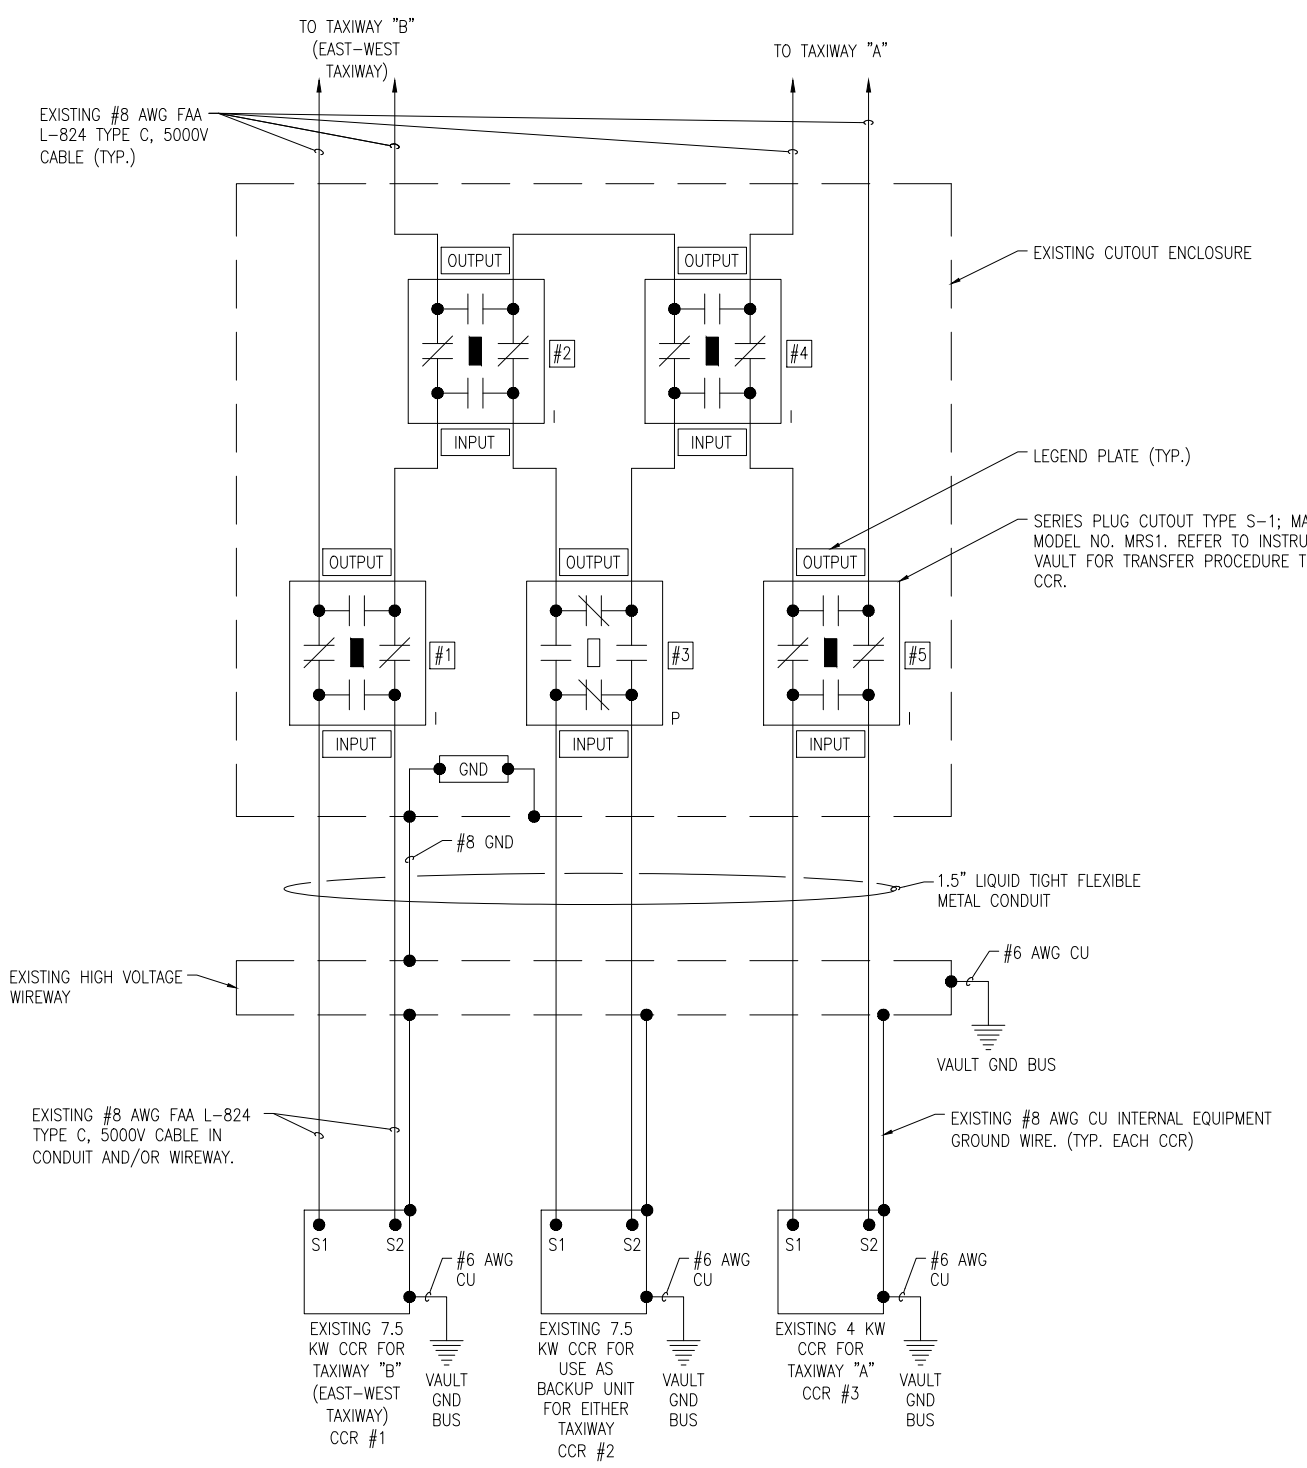 TO TAXIWAY "B"
(EAST-WEST
TAXIWAY)
TO TAXIWAY "A"
EXISTING #8 AWG FAA
L-824 TYPE C, 5000V
CABLE (TYP.)
EXISTING CUTOUT ENCLOSURE
OUTPUT
OUTPUT
#2
#4
I
I
INPUT
INPUT
LEGEND PLATE (TYP.)
SERIES PLUG CUTOUT TYPE S-1;
MODEL NO. MRS1. REFER TO
VAULT FOR TRANSFER PROCEDURE
CCR.
OUTPUT
OUTPUT
OUTPUT
#1
#3
#5
I
P
I
INPUT
INPUT
INPUT
GND
#8 GND
1.5" LIQUID TIGHT FLEXIBLE
METAL CONDUIT
#6 AWG CU
EXISTING HIGH VOLTAGE
WIREWAY
VAULT GND BUS
EXISTING #8 AWG FAA L-824
TYPE C, 5000V CABLE IN
CONDUIT AND/OR WIREWAY.
EXISTING #8 AWG CU INTERNAL EQUIPMENT
GROUND WIRE. (TYP. EACH CCR)
S1 S2
S1 S2
S1 S2
#6 AWG
CU
#6 AWG
CU
#6 AWG
CU
EXISTING 7.5
KW CCR FOR
TAXIWAY "B"
(EAST-WEST
TAXIWAY)
CCR #1
VAULT
GND
BUS
EXISTING 7.5
KW CCR FOR
USE AS
BACKUP UNIT
FOR EITHER
TAXIWAY
CCR #2
VAULT
GND
BUS
EXISTING 4 KW
CCR FOR
TAXIWAY "A"
CCR #3
VAULT
GND
BUS